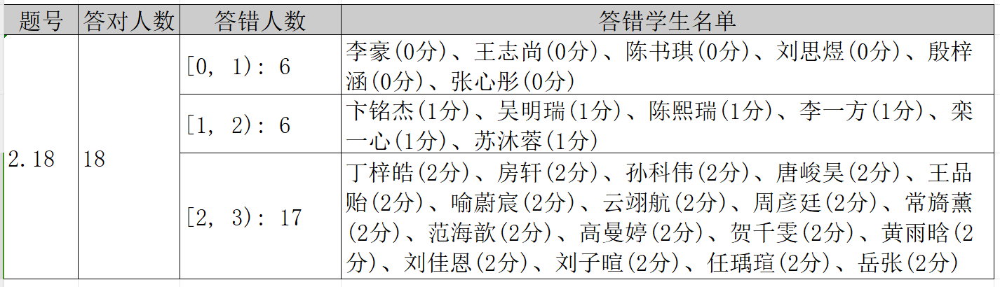 题号 答对人数 答错人数 答错学生名单
2.18 18
[0, 1): 6
李豪(0分)、王志尚(0分)、陈书琪(0分)、刘思煜(0分)、殷梓
涵(0分)、张心彤(0分)
[1, 2): 6
卞铭杰(1分)、吴明瑞(1分)、陈熙瑞(1分)、李一方(1分)、栾
一心(1分)、苏沐蓉(1分)
[2, 3): 17
丁梓皓(2分)、房轩(2分)、孙科伟(2分)、唐峻昊(2分)、王品
贻(2分)、喻蔚宸(2分)、云翊航(2分)、周彦廷(2分)、常旖薰
(2分)、范海歆(2分)、高曼婷(2分)、贺千雯(2分)、黄雨晗(2
分)、刘佳恩(2分)、刘子暄(2分)、任瑀瑄(2分)、岳张(2分)